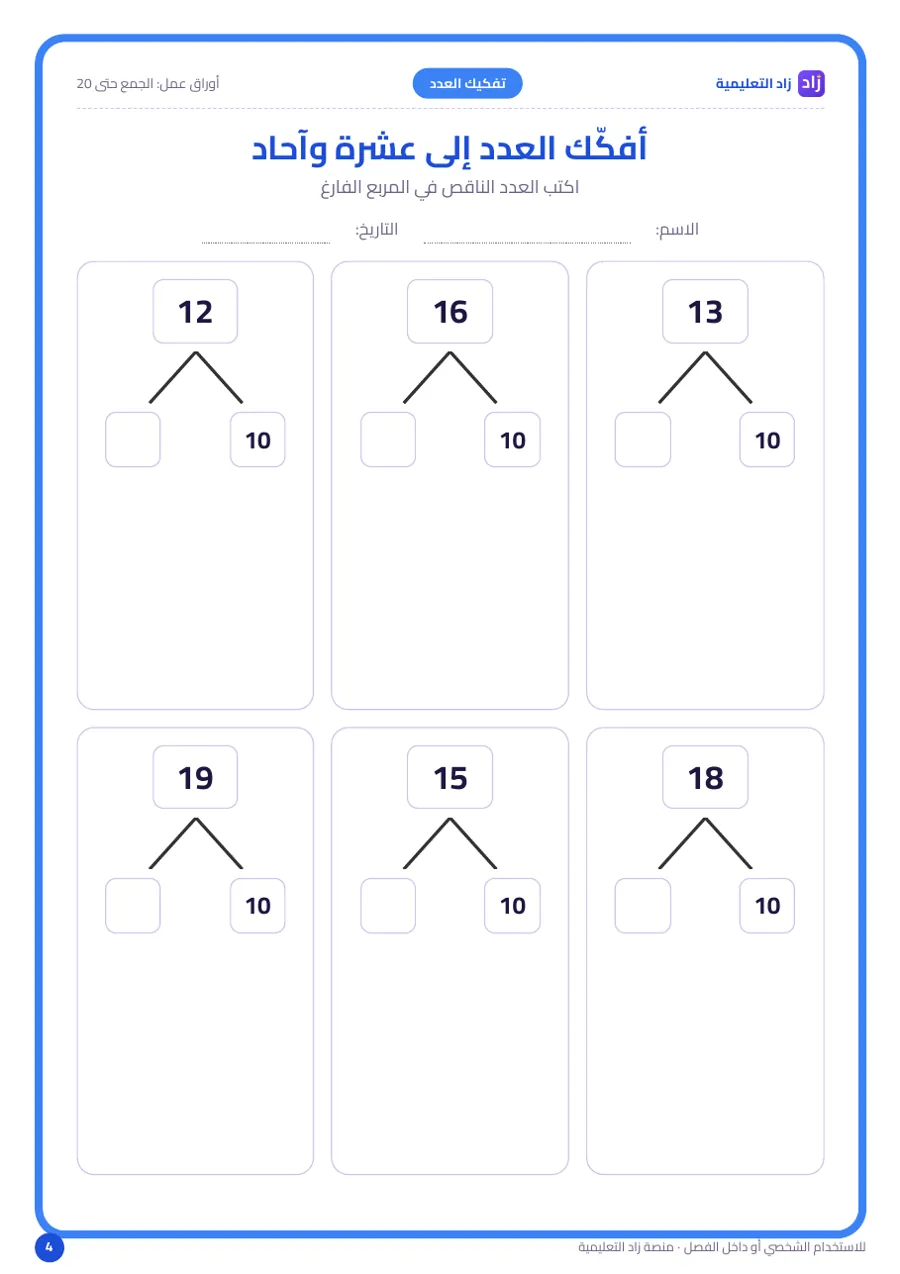 زاد زاد التعليمية
تفكيك العدد
أوراق عمل: الجمع حتى 20
أفكّك العدد إلى عشرة وآحاد
اكتب العدد الناقص في المربع الفارغ
الاسم: التاريخ:
13 16 12
10 10 10
18 15 19
10 10 10
للاستخدام الشخصي أو داخل الفصل · منصة زاد التعليمية
4